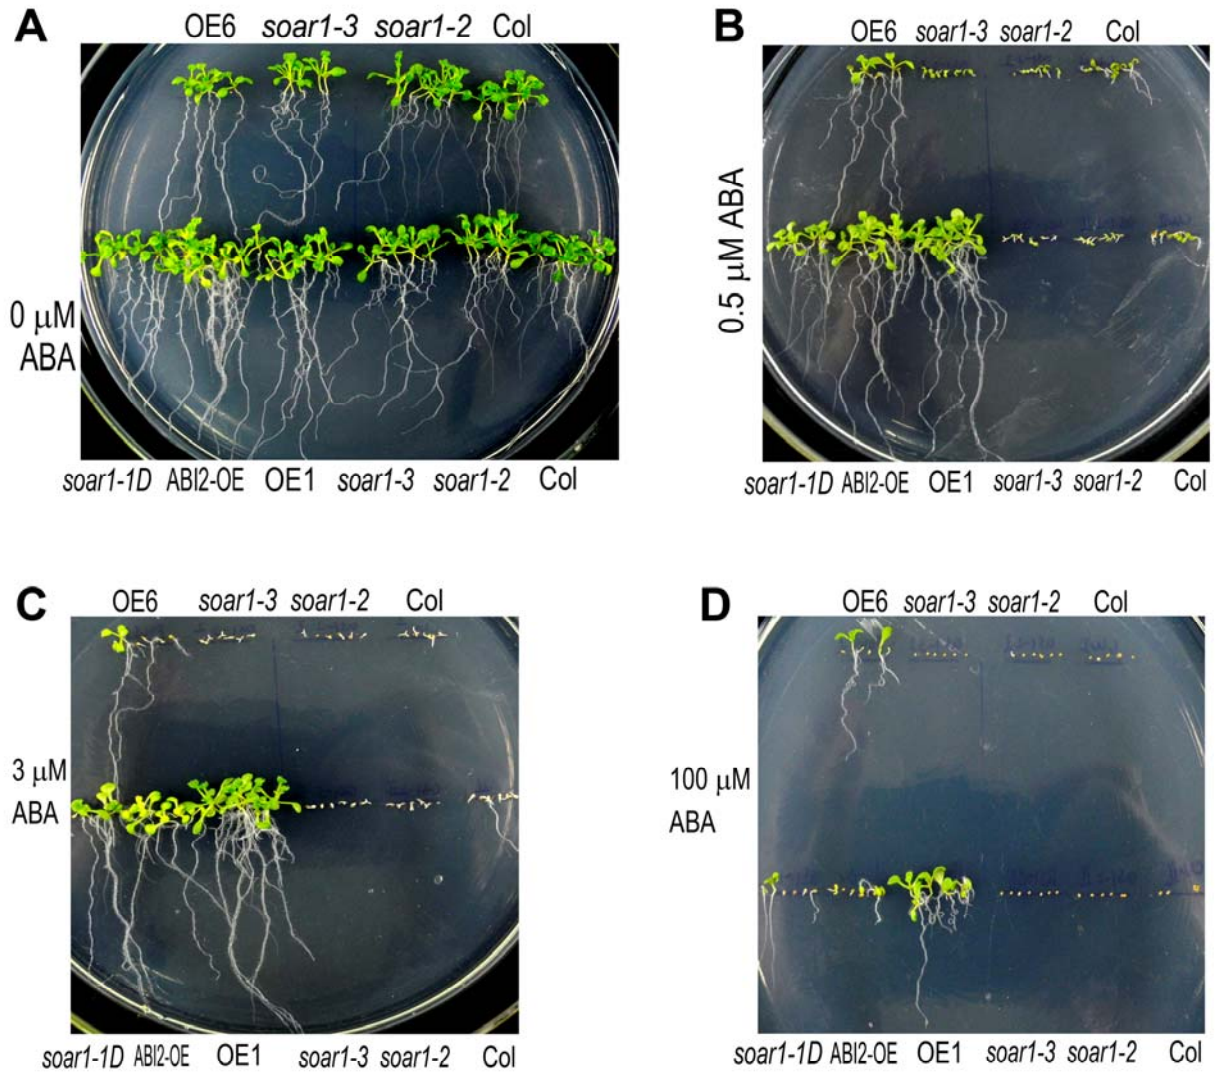 A
OE6 soar1-3 soar1-2 Col
0 μM
ABA
soar1-1D ABI2-OE OE1 soar1-3 soar1-2 Col
B
OE6 soar1-3 soar1-2 Col
0.5 μM ABA
soar1-1D ABI2-OE OE1 soar1-3 soar1-2 Col
C
OE6 soar1-3 soar1-2 Col
3 μM
ABA
soar1-1D ABI2-OE OE1 soar1-3 soar1-2 Col
D
OE6 soar1-3 soar1-2 Col
100 μM
ABA
soar1-1D ABI2-OE OE1 soar1-3 soar1-2 Col